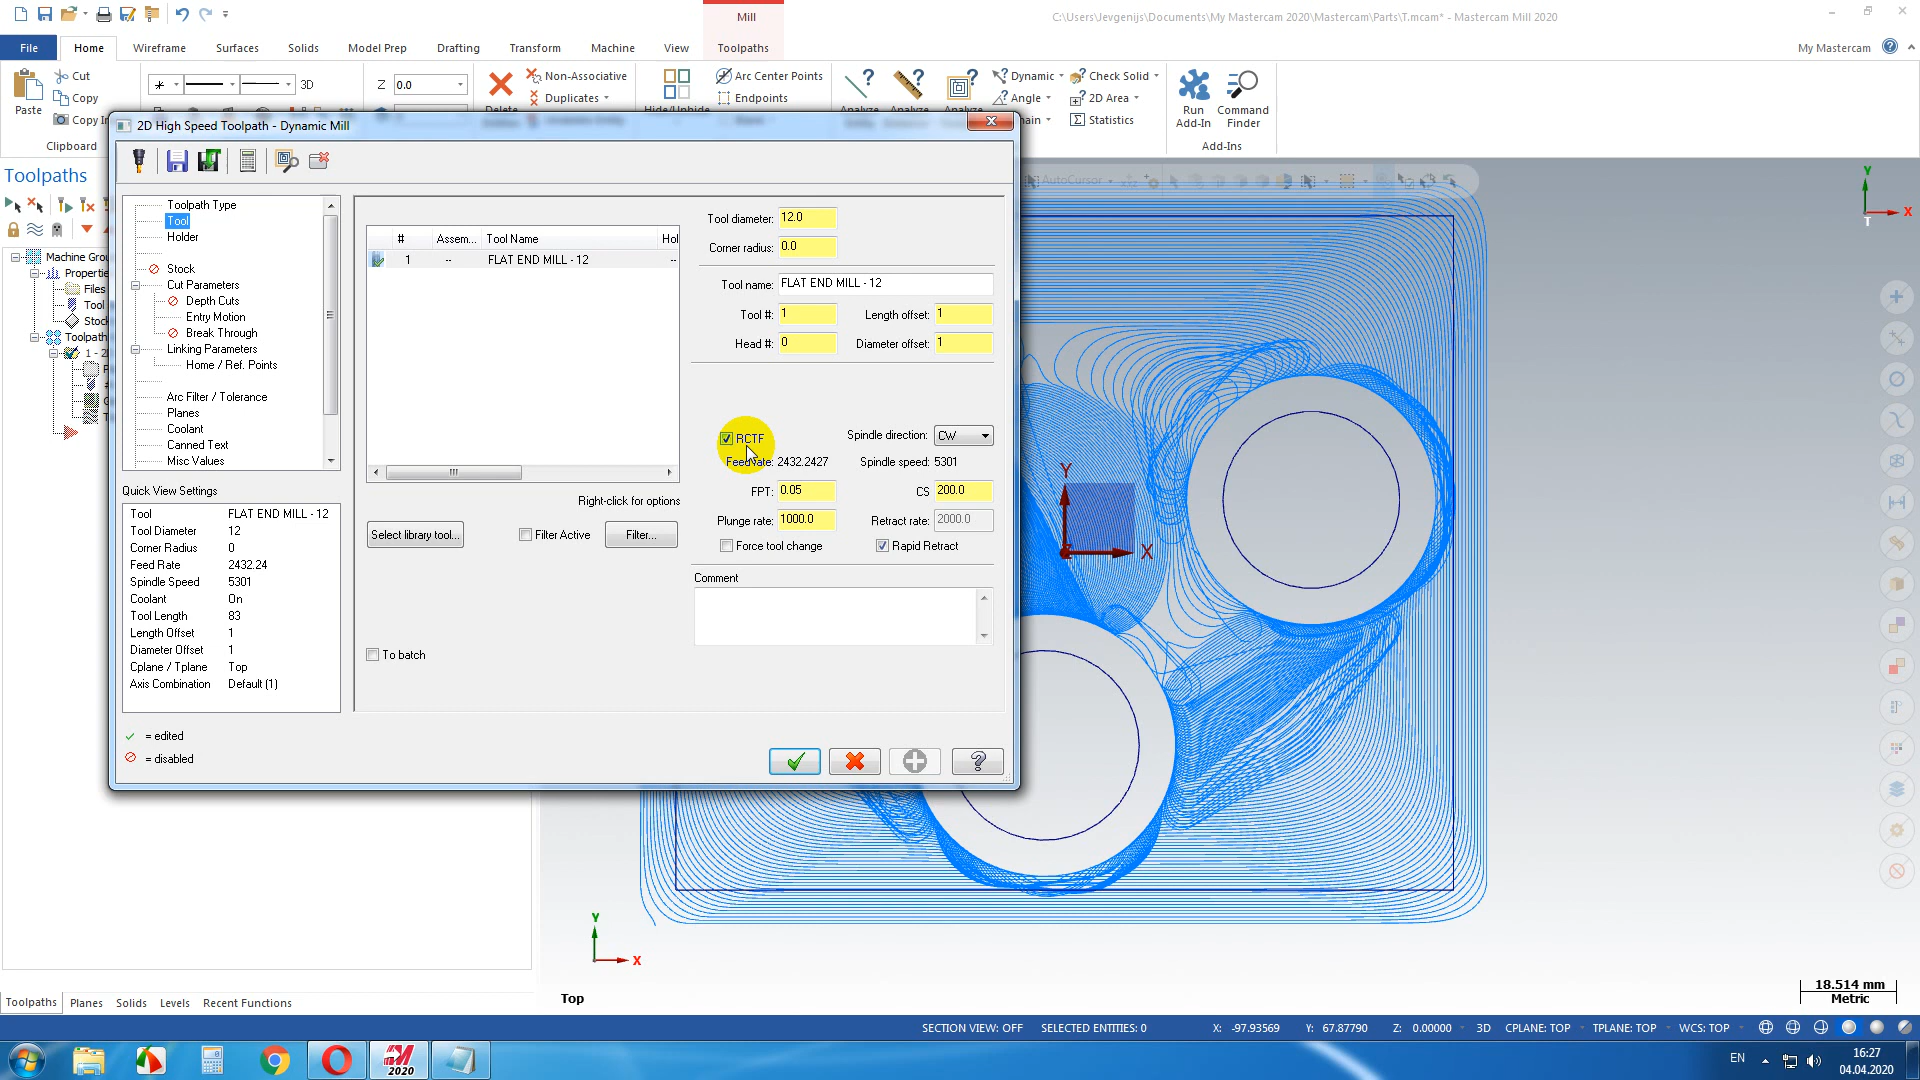 Mill
C:\Users\Jevgenijs\Documents\My Mastercam 2020\Mastercam\Parts\T.mcam* - Mastercam Mill 2020
File Home Wireframe Surfaces Solids Model Prep Drafting Transform Machine View Toolpaths My Mastercam
Paste Cut Copy 3D Z 0.0 Non-Associative Duplicates Arc Center Points Endpoints Dynamic Angle Check Solid 2D Area Statistics
Run Add-In Command Finder
Clipboard Add-Ins
2D High Speed Toolpath - Dynamic Mill
AutoCursor
Toolpaths
Machine Grou
Properti
Files
Tool
Stoc
Toolpath
1 - 2
Toolpath Type
Tool
Holder
Stock
Cut Parameters
Depth Cuts
Entry Motion
Break Through
Linking Parameters
Home / Ref. Points
Arc Filter / Tolerance
Planes
Coolant
Canned Text
Misc Values
Quick View Settings
Tool FLAT END MILL - 12
Tool Diameter 12
Corner Radius 0
Feed Rate 2432.24
Spindle Speed 5301
Coolant On
Tool Length 83
Length Offset 1
Diameter Offset 1
Cplane / Tplane Top
Axis Combination Default (1)
= edited
= disabled
# Assem... Tool Name Hol
1 -- FLAT END MILL - 12 --
Right-click for options
Select library tool... Filter Active Filter...
To batch
Tool diameter: 12.0
Corner radius: 0.0
Tool name: FLAT END MILL - 12
Tool #: 1 Length offset: 1
Head #: 0 Diameter offset: 1
RCTF Spindle direction: CW
Feed rate: 2432.2427 Spindle speed: 5301
FPT: 0.05 CS 200.0
Plunge rate: 1000.0 Retract rate: 2000.0
Force tool change Rapid Retract
Comment
Y
X
T
Y
X
Y
X
Top
18.514 mm
Metric
Toolpaths Planes Solids Levels Recent Functions
SECTION VIEW: OFF SELECTED ENTITIES: 0 X: -97.93569 Y: 67.87790 Z: 0.00000 3D CPLANE: TOP TPLANE: TOP WCS: TOP
2020
EN 16:27
04.04.2020